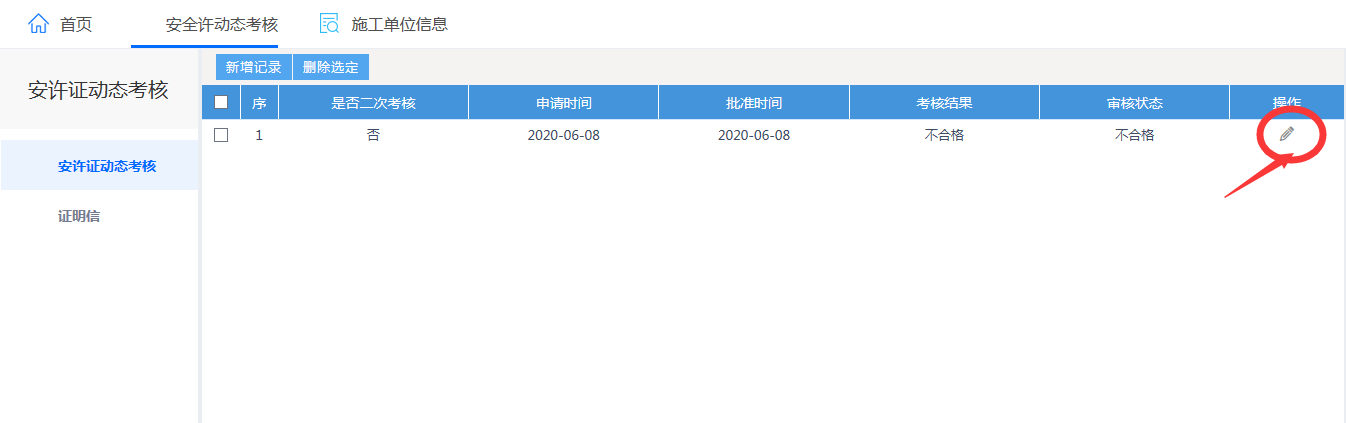 首页 安全许动态考核 施工单位信息
安许证动态考核
新增记录 删除选定
序 是否二次考核 申请时间 批准时间 考核结果 审核状态 操作
1 否 2020-06-08 2020-06-08 不合格 不合格
安许证动态考核
证明信